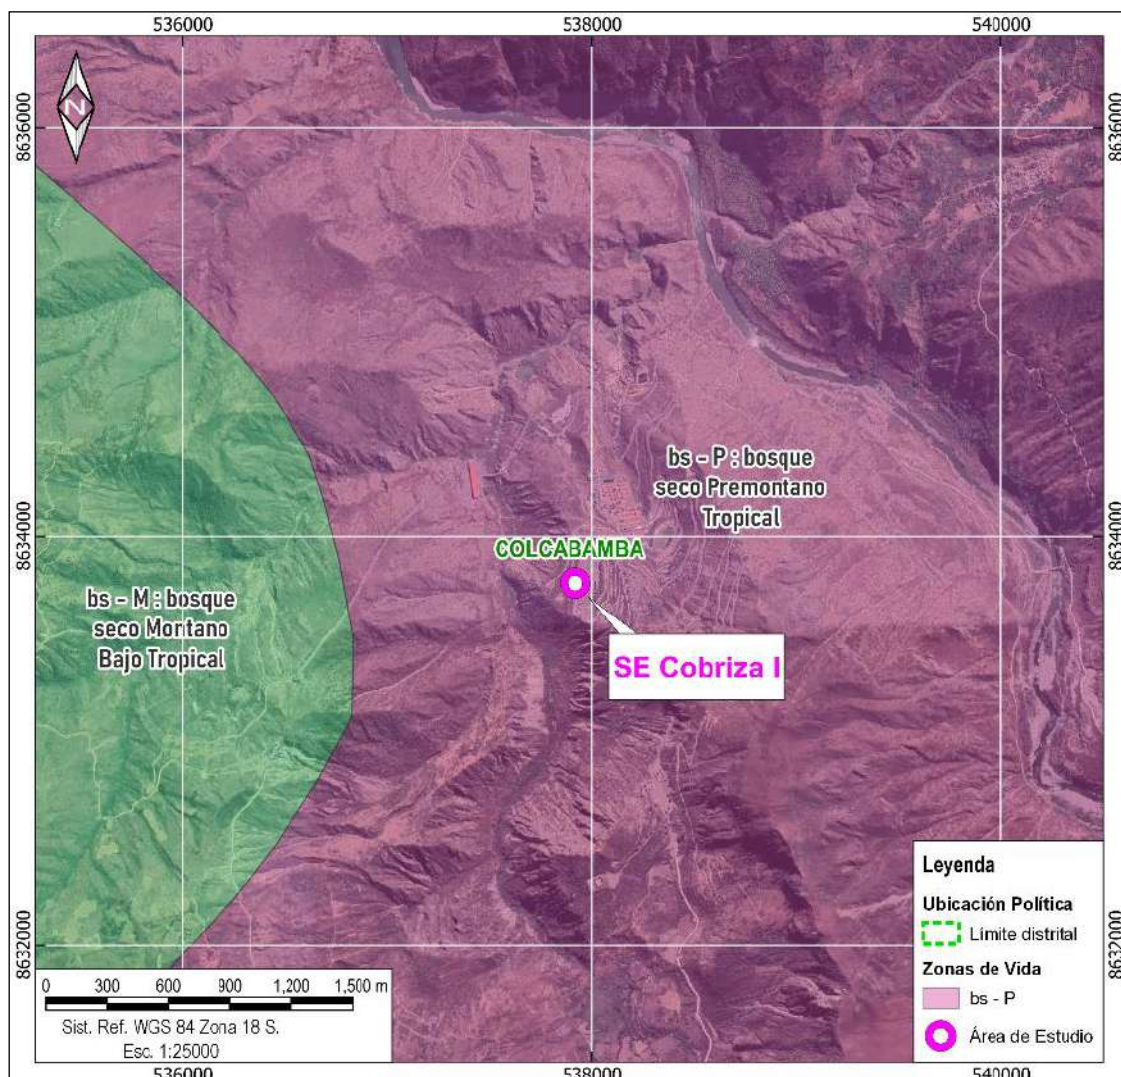 536000
538000
540000
N
8636000
8636000
bs - P : bosque
seco Premontano
Tropical
8634000
8634000
COLCABAMBA
bs - M : bosque
seco Montano
Bajo Tropical
SE Cobriza I
Leyenda
Ubicación Política
Límite distrital
Zonas de Vida
bs - P
Área de Estudio
8632000
8632000
0 300 600 900 1,200 1,500 m
Sist. Ref. WGS 84 Zona 18 S.
Esc. 1:25000
536000
538000
540000